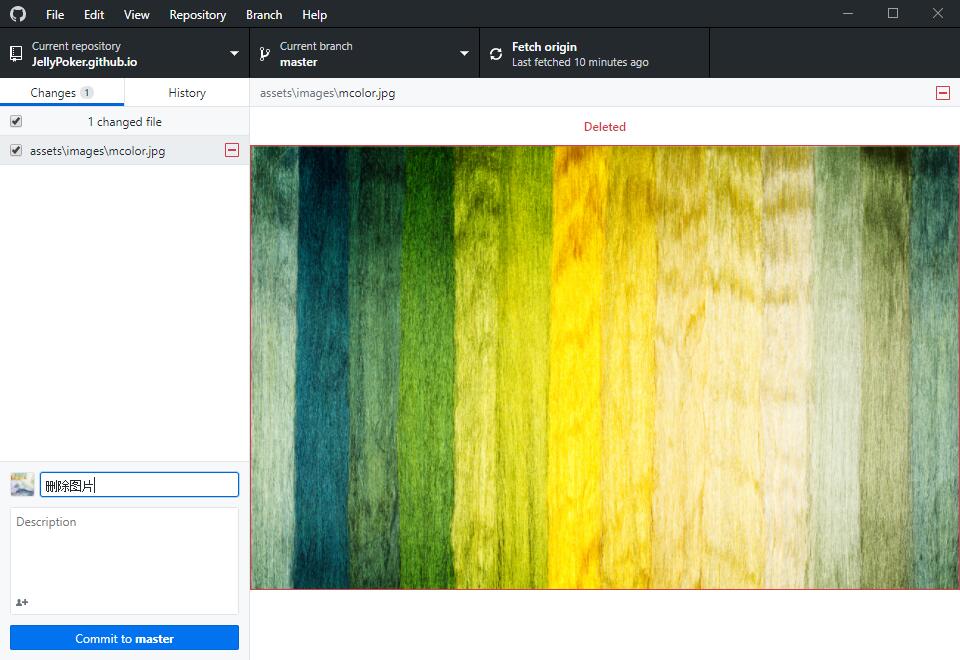 File Edit View Repository Branch Help
Current repository
JellyPoker.github.io
Current branch
master
Fetch origin
Last fetched 10 minutes ago
Changes 1
History
assets\images\mcolor.jpg
1 changed file
Deleted
assets\images\mcolor.jpg
删除图片
Description
Commit to master